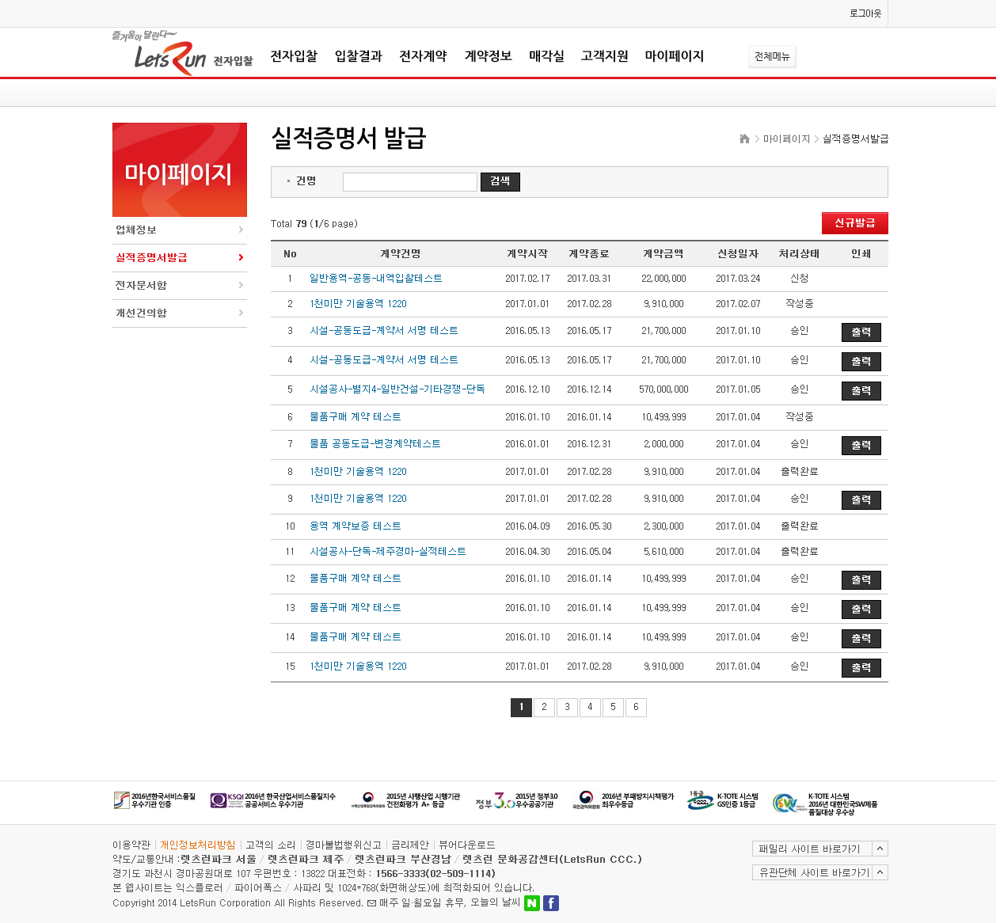 로그아웃
즐거움이 달린다~
LetsRun 전자입찰
전자입찰 입찰결과 전자계약 계약정보 매각실 고객지원 마이페이지 전체메뉴
마이페이지
업체정보
실적증명서발급
전자문서함
개선건의함
실적증명서 발급
마이페이지 > 실적증명서발급
건명 검색
Total 79 (1/6 page) 신규발급
No 계약건명 계약시작 계약종료 계약금액 신청일자 처리상태 인쇄
1 일반용역-공동-내역입찰테스트 2017.02.17 2017.03.31 22,000,000 2017.03.24 신청
2 1천미만 기술용역 1220 2017.01.01 2017.02.28 9,910,000 2017.02.07 작성중
3 시설-공동도급-계약서 서명 테스트 2016.05.13 2016.05.17 21,700,000 2017.01.10 승인 출력
4 시설-공동도급-계약서 서명 테스트 2016.05.13 2016.05.17 21,700,000 2017.01.10 승인 출력
5 시설공사-별지4-일반건설-기타경쟁-단독 2016.12.10 2016.12.14 570,000,000 2017.01.05 승인 출력
6 물품구매 계약 테스트 2016.01.10 2016.01.14 10,499,999 2017.01.04 작성중
7 물품 공동도급-변경계약테스트 2016.01.01 2016.12.31 2,000,000 2017.01.04 승인 출력
8 1천미만 기술용역 1220 2017.01.01 2017.02.28 9,910,000 2017.01.04 출력완료
9 1천미만 기술용역 1220 2017.01.01 2017.02.28 9,910,000 2017.01.04 승인 출력
10 용역 계약보증 테스트 2016.04.09 2016.05.30 2,300,000 2017.01.04 출력완료
11 시설공사-단독-제주경마-실적테스트 2016.04.30 2016.05.04 5,610,000 2017.01.04 출력완료
12 물품구매 계약 테스트 2016.01.10 2016.01.14 10,499,999 2017.01.04 승인 출력
13 물품구매 계약 테스트 2016.01.10 2016.01.14 10,499,999 2017.01.04 승인 출력
14 물품구매 계약 테스트 2016.01.10 2016.01.14 10,499,999 2017.01.04 승인 출력
15 1천미만 기술용역 1220 2017.01.01 2017.02.28 9,910,000 2017.01.04 승인 출력
1 2 3 4 5 6
2016년한국서비스품질
우수기관 인증
KSQI 2016년 한국산업서비스품질지수
공공서비스 우수기관
2015년 사행산업 시행기관
건전화평가 A+ 등급
정부3.0 2015년 정부3.0
우수공공기관
국민권익위원회 2016년 부패방지시책평가
최우수등급
1등급 K-TOTE 시스템
GS인증 1등급
SW K-TOTE 시스템
2016년 대한민국SW제품
품질대상 우수상
이용약관 | 개인정보처리방침 | 고객의 소리 | 경마불법행위신고 | 금리제안 | 뷰어다운로드
약도/교통안내 :렛츠런파크 서울 / 렛츠런파크 제주 / 렛츠런파크 부산경남 / 렛츠런 문화공감센터(LetsRun CCC.)
경기도 과천시 경마공원대로 107 우편번호 : 13822 대표전화 : 1566-3333(02-509-1114)
본 웹사이트는 익스플로러 / 파이어폭스 / 사파리 및 1024*768(화면해상도)에 최적화되어 있습니다.
Copyright 2014 LetsRun Corporation All Rights Reserved. 매주 일·월요일 휴무, 오늘의 날씨 N f
패밀리 사이트 바로가기
유관단체 사이트 바로가기